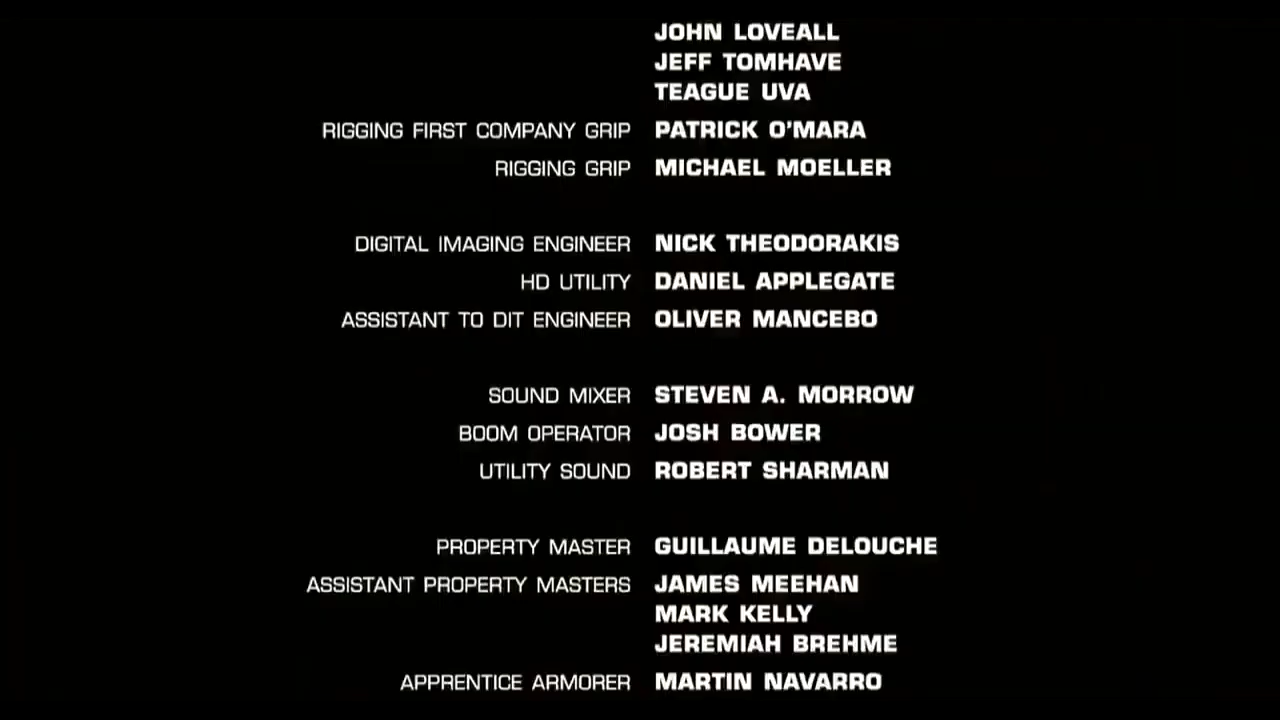 JOHN LOVEALL
JEFF TOMHAVE
TEAGUE UVA
RIGGING FIRST COMPANY GRIP PATRICK O'MARA
RIGGING GRIP MICHAEL MOELLER
DIGITAL IMAGING ENGINEER NICK THEODORAKIS
HD UTILITY DANIEL APPLEGATE
ASSISTANT TO DIT ENGINEER OLIVER MANCEBO
SOUND MIXER STEVEN A. MORROW
BOOM OPERATOR JOSH BOWER
UTILITY SOUND ROBERT SHARMAN
PROPERTY MASTER GUILLAUME DELOUCHE
ASSISTANT PROPERTY MASTERS JAMES MEEHAN
MARK KELLY
JEREMIAH BREHME
APPRENTICE ARMORER MARTIN NAVARRO